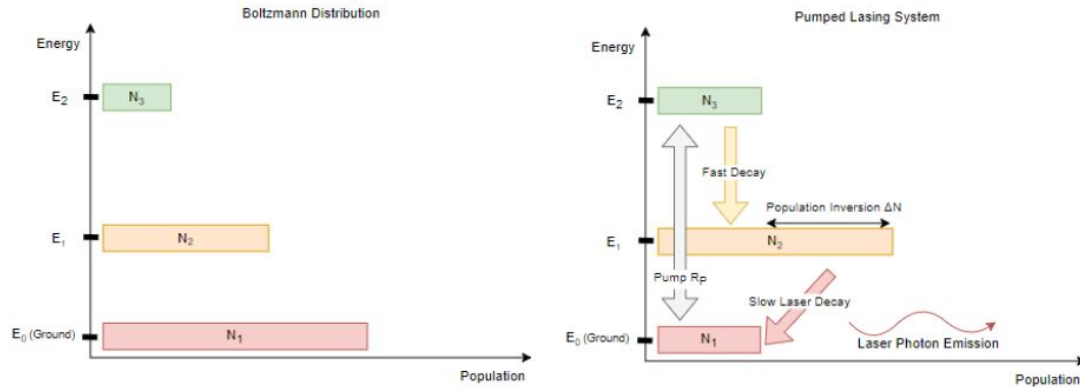 Boltzmann Distribution
Energy
E₂
N₃
E₁
N₂
E₀ (Ground)
N₁
Population
Pumped Lasing System
Energy
E₂
N₃
Fast Decay
Population Inversion ΔN
E₁
N₂
Pump Rₚ
Slow Laser Decay
E₀ (Ground)
N₁
Laser Photon Emission
Population